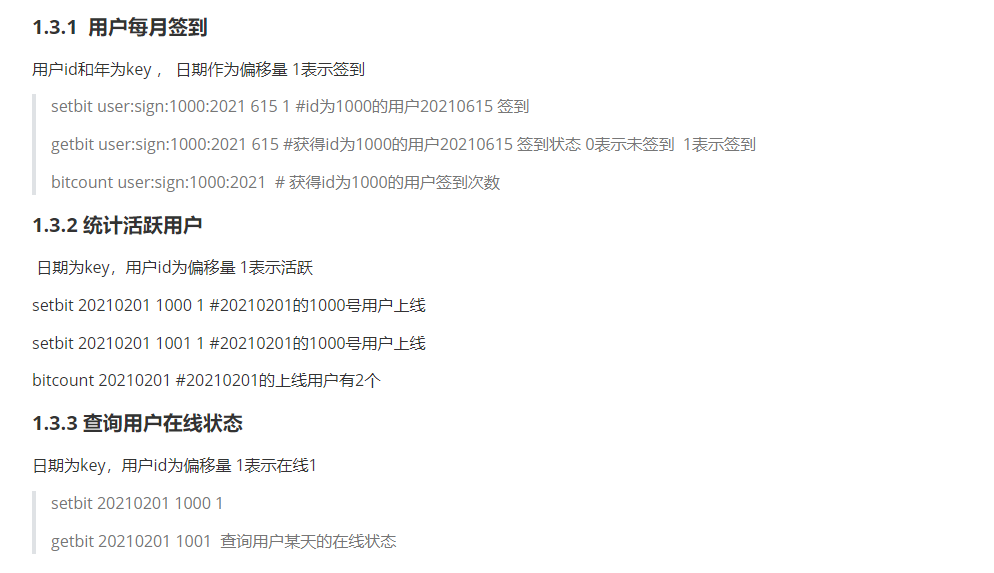 1.3.1 用户每月签到
用户id和年为key ， 日期作为偏移量 1表示签到
setbit user:sign:1000:2021 615 1 #id为1000的用户20210615 签到
getbit user:sign:1000:2021 615 #获得id为1000的用户20210615 签到状态 0表示未签到 1表示签到
bitcount user:sign:1000:2021 # 获得id为1000的用户签到次数
1.3.2 统计活跃用户
日期为key，用户id为偏移量 1表示活跃
setbit 20210201 1000 1 #20210201的1000号用户上线
setbit 20210201 1001 1 #20210201的1000号用户上线
bitcount 20210201 #20210201的上线用户有2个
1.3.3 查询用户在线状态
日期为key，用户id为偏移量 1表示在线1
setbit 20210201 1000 1
getbit 20210201 1001 查询用户某天的在线状态